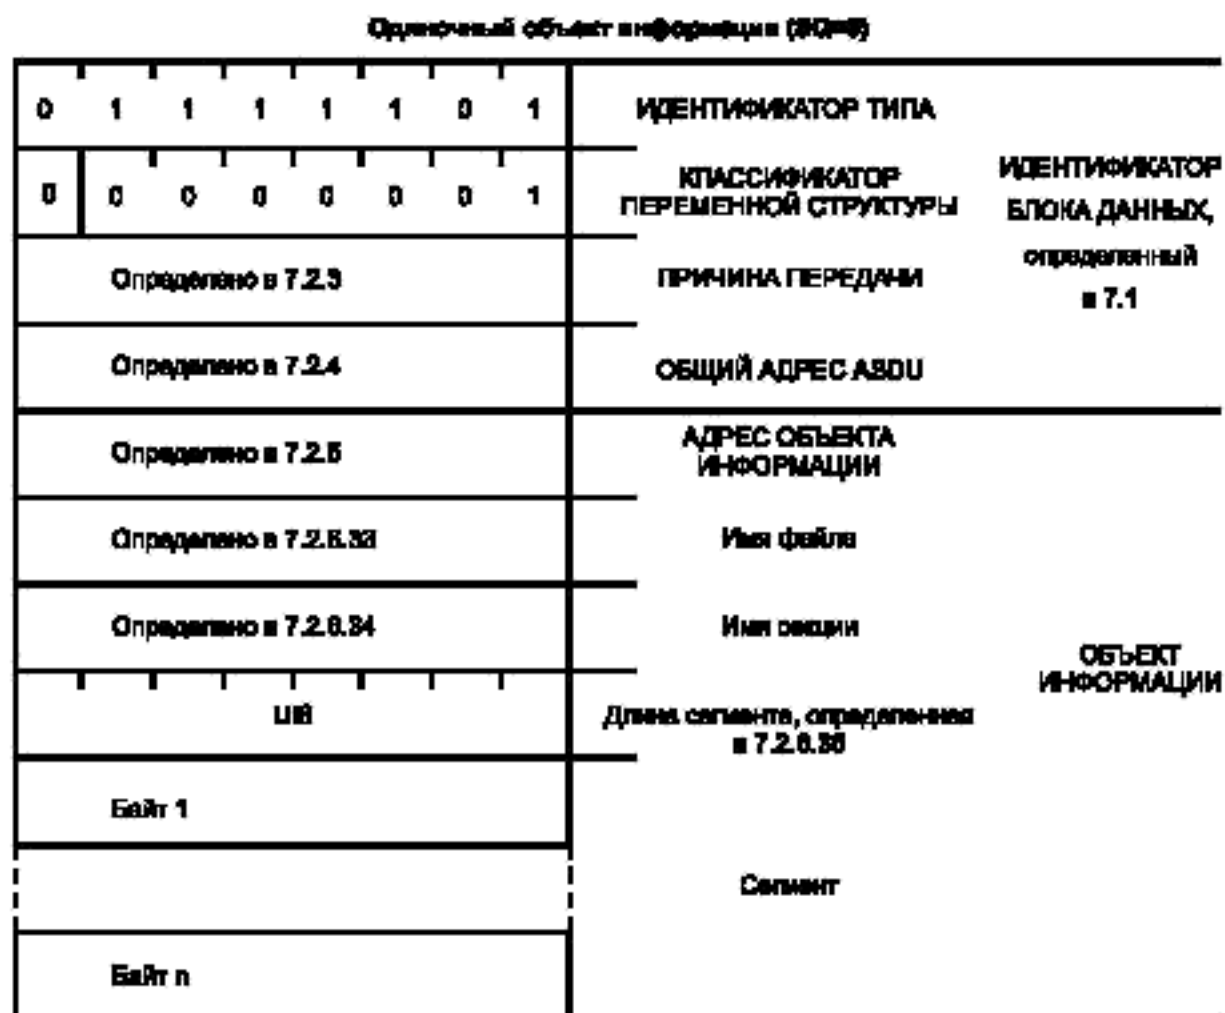 Одиночный объект информации (SQ=0)
0 1 1 1 1 1 0 1 ИДЕНТИФИКАТОР ТИПА
0 0 0 0 0 0 0 1 КЛАССИФИКАТОР
ПЕРЕМЕННОЙ СТРУКТУРЫ
ИДЕНТИФИКАТОР
БЛОКА ДАННЫХ,
определенный
в 7.1
Определено в 7.2.3 ПРИЧИНА ПЕРЕДАЧИ
Определено в 7.2.4 ОБЩИЙ АДРЕС ASDU
Определено в 7.2.5 АДРЕС ОБЪЕКТА
ИНФОРМАЦИИ
Определено в 7.2.6.33 Имя файла
Определено в 7.2.6.34 Имя секции
ОБЪЕКТ
ИНФОРМАЦИИ
UI8 Длина сегмента, определенная
в 7.2.6.36
Байт 1
Сегмент
Байт n